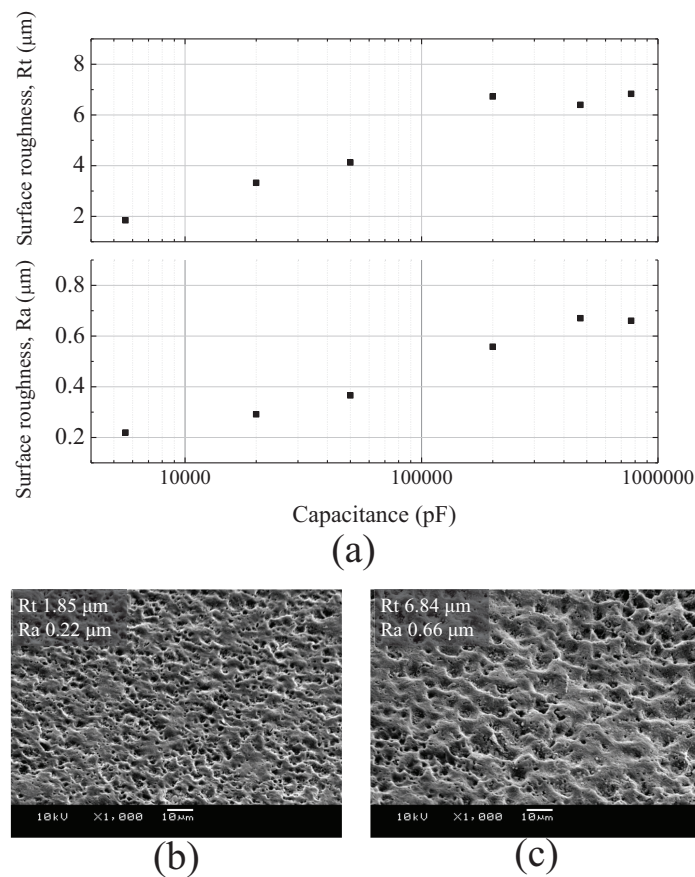 Surface roughness, Rt (μm)
8
6
4
2
Surface roughness, Ra (μm)
0.8
0.6
0.4
0.2
10000
100000
1000000
Capacitance (pF)
(a)
Rt 1.85 μm
Ra 0.22 μm
10kV X1,000 10μm
(b)
Rt 6.84 μm
Ra 0.66 μm
10kV X1,000 10μm
(c)